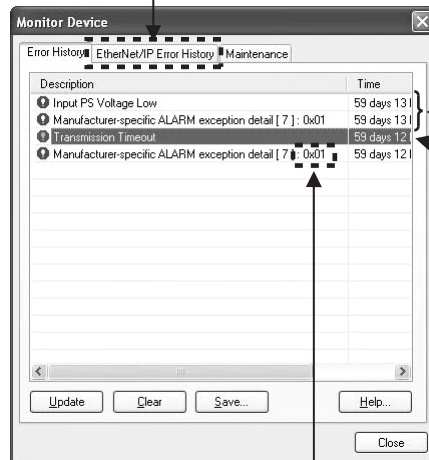 Monitor Device
Error History EtherNet/IP Error History Maintenance
Description Time
Input PS Voltage Low 59 days 13
Manufacturer-specific ALARM exception detail [ 7 ] : 0x01 59 days 13
Transmission Timeout 59 days 12
Manufacturer-specific ALARM exception detail [ 7 ] : 0x01 59 days 12
Update Clear Save... Help...
Close